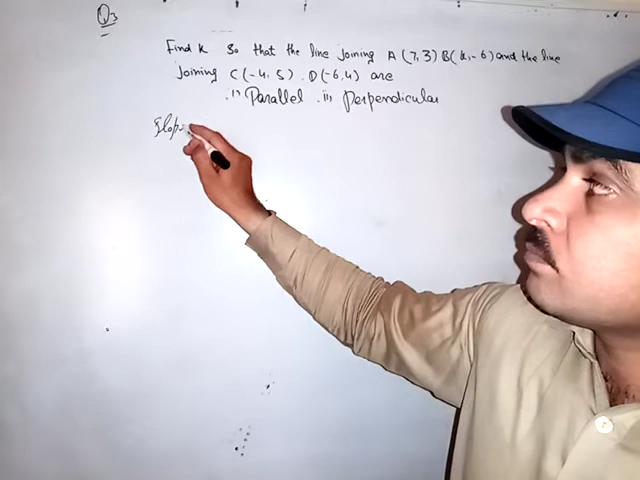 Q3
Find k so that the line joining A (7, 3) B( k, - 6) and the line
Joining C ( -4, 5) . D (-6, 4) are
.i) Parallel .ii) Perpendicular
Slop